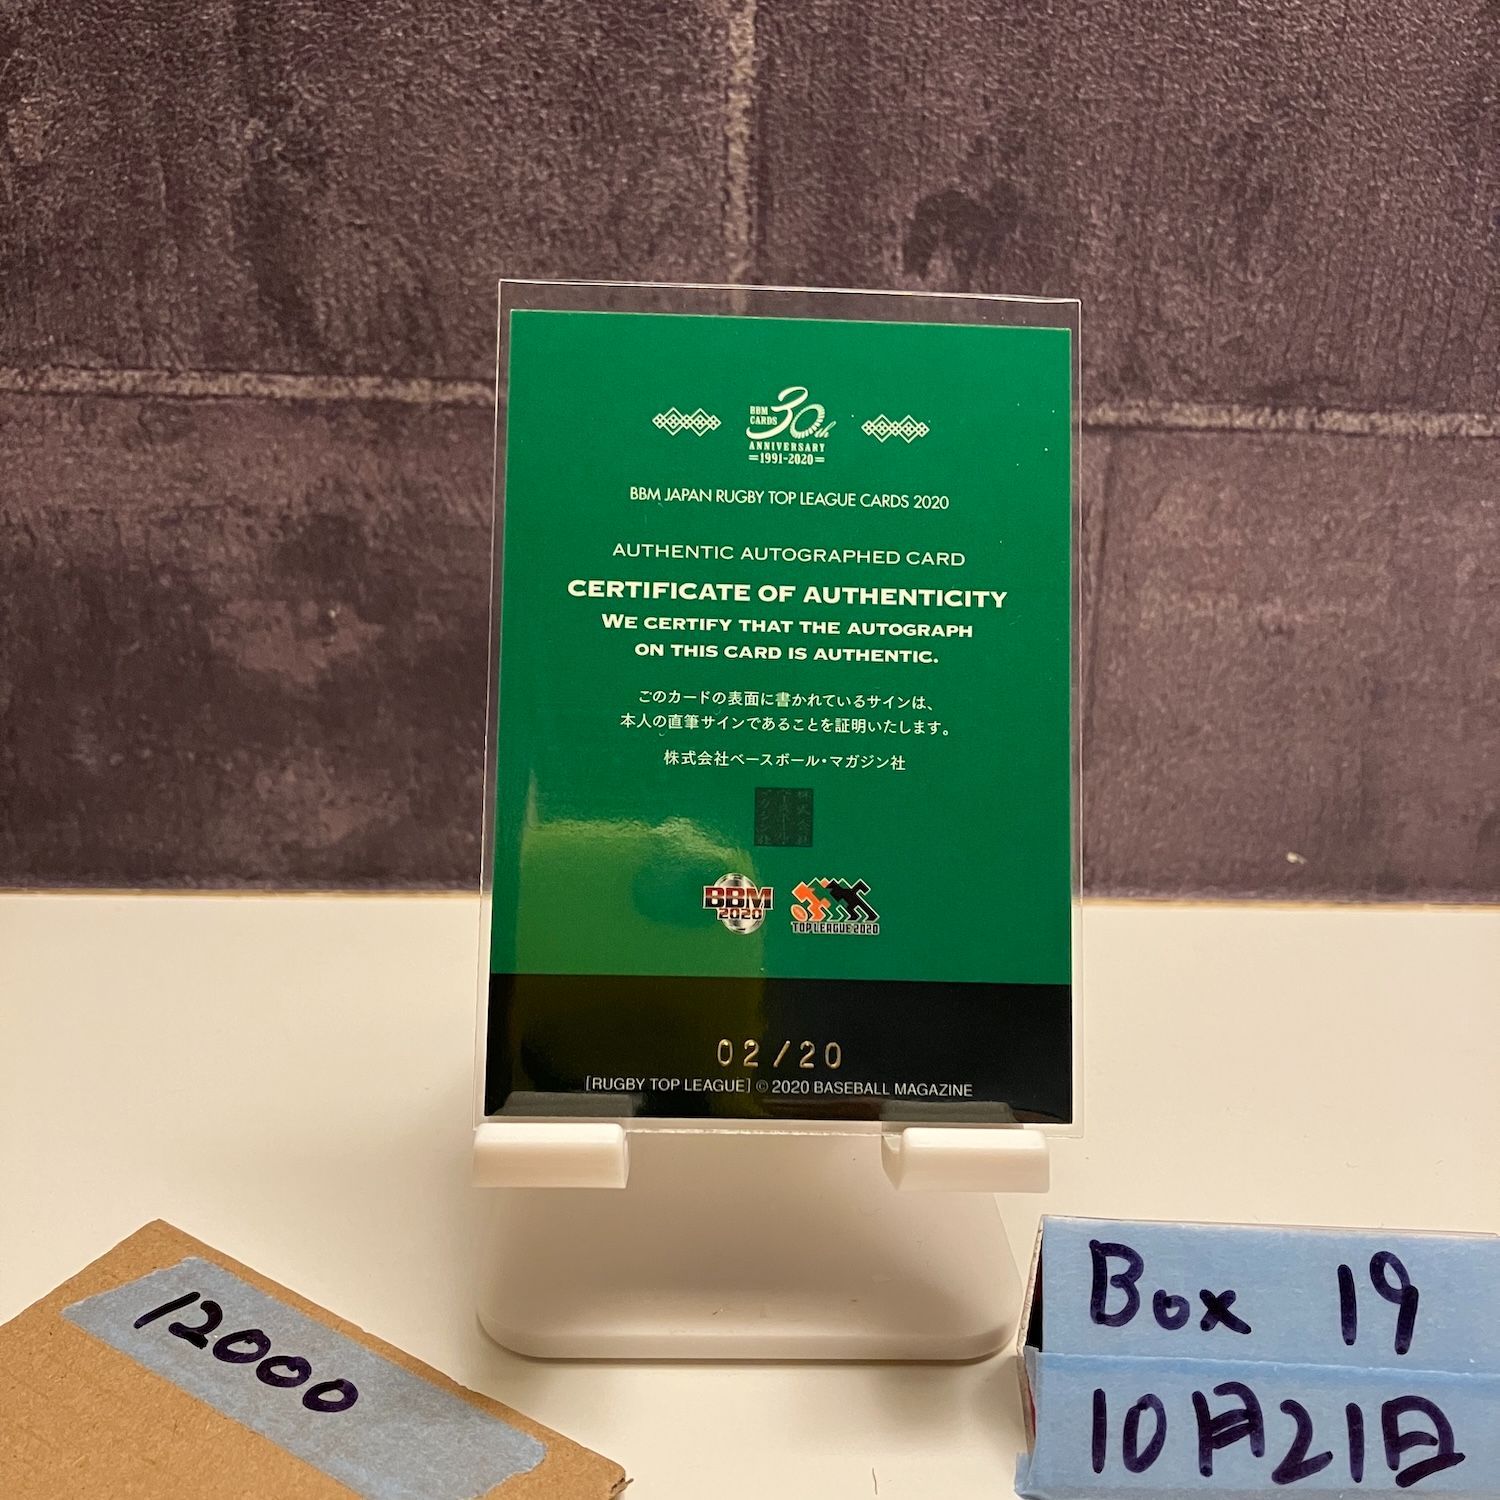 BBM
CARDS
30th
ANNIVERSARY
1991-2020
BBM JAPAN RUGBY TOP LEAGUE CARDS 2020
AUTHENTIC AUTOGRAPHED CARD
CERTIFICATE OF AUTHENTICITY
WE CERTIFY THAT THE AUTOGRAPH
ON THIS CARD IS AUTHENTIC.
このカードの表面に書かれているサインは、
本人の直筆サインであることを証明いたします。
株式会社ベースボール・マガジン社
BBM
2020
TOP LEAGUE 2020
02/20
[RUGBY TOP LEAGUE] © 2020 BASEBALL MAGAZINE
12000
Box 19
10月21日